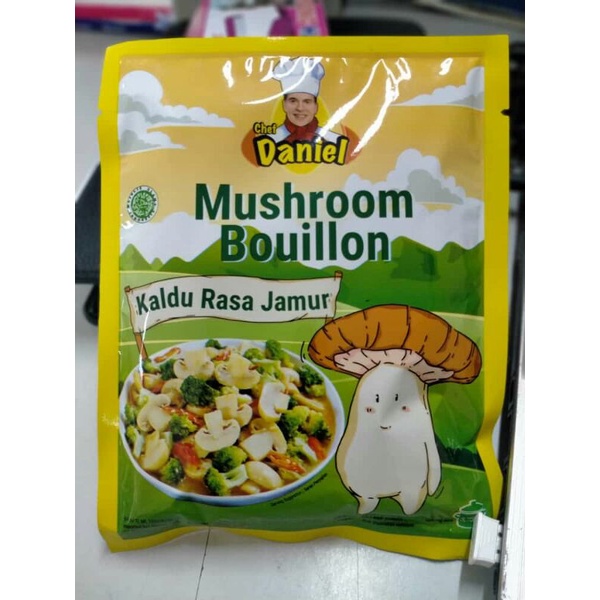 Chef
Daniel
Mushroom
Bouillon
Kaldu Rasa Jamur